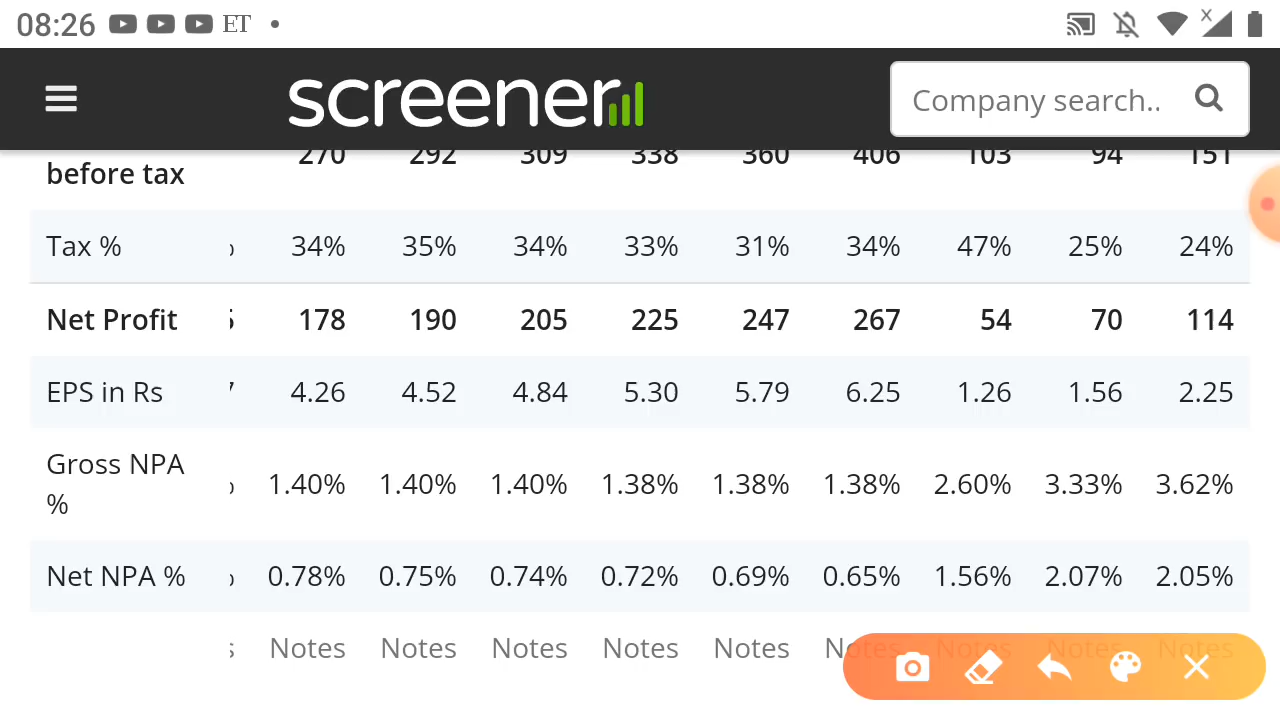 08:26 ET
screener Company search..
before tax 270 292 309 338 360 406 103 94 151
Tax % 34% 35% 34% 33% 31% 34% 47% 25% 24%
Net Profit 178 190 205 225 247 267 54 70 114
EPS in Rs 4.26 4.52 4.84 5.30 5.79 6.25 1.26 1.56 2.25
Gross NPA
% 1.40% 1.40% 1.40% 1.38% 1.38% 1.38% 2.60% 3.33% 3.62%
Net NPA % 0.78% 0.75% 0.74% 0.72% 0.69% 0.65% 1.56% 2.07% 2.05%
Notes Notes Notes Notes Notes Notes Notes Notes Notes